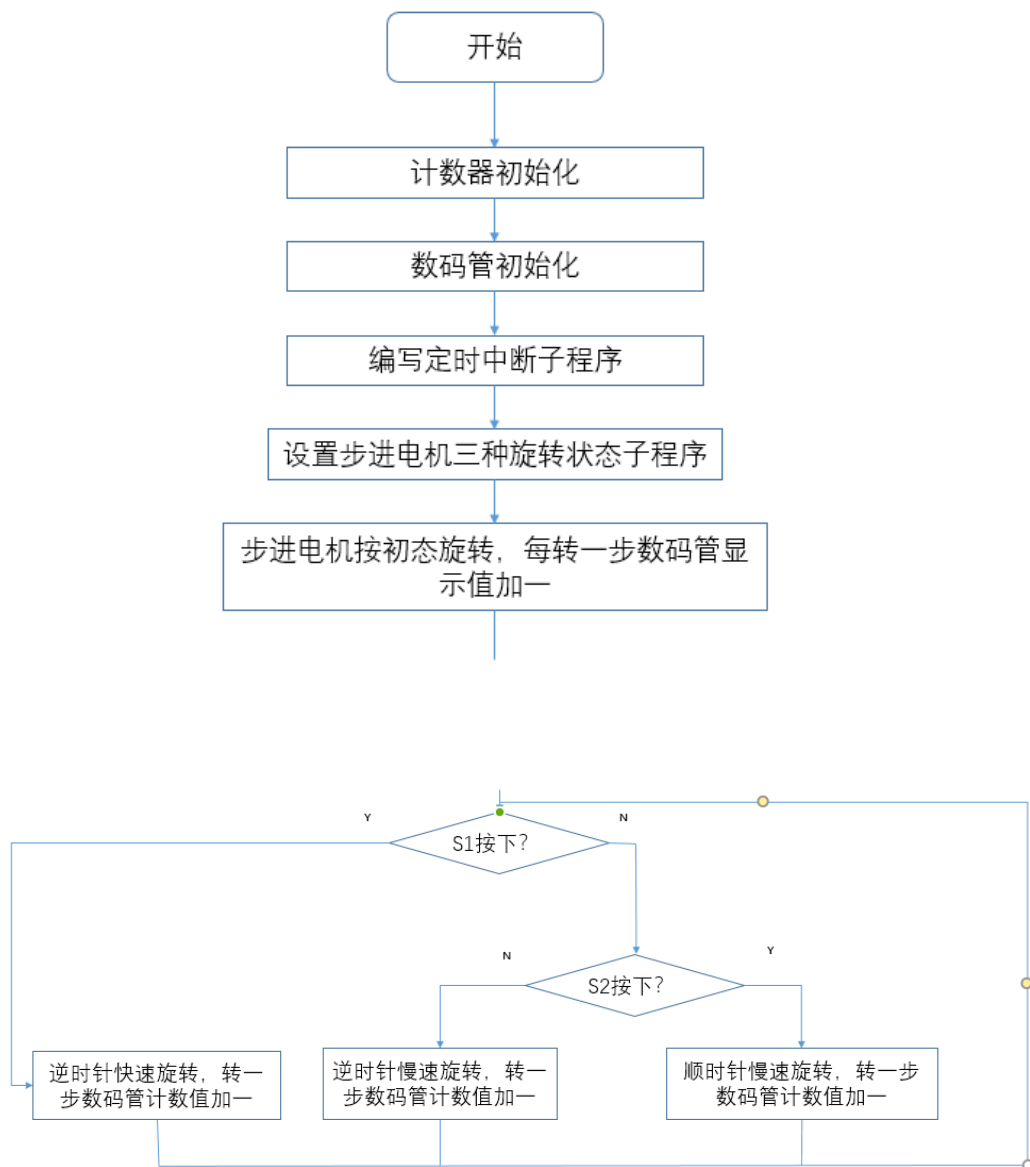 开始
计数器初始化
数码管初始化
编写定时中断子程序
设置步进电机三种旋转状态子程序
步进电机按初态旋转，每转一步数码管显
示值加一
Y
S1按下？
N
N
S2按下？
Y
逆时针快速旋转，转一
步数码管计数值加一
逆时针慢速旋转，转一
步数码管计数值加一
顺时针慢速旋转，转一步
数码管计数值加一